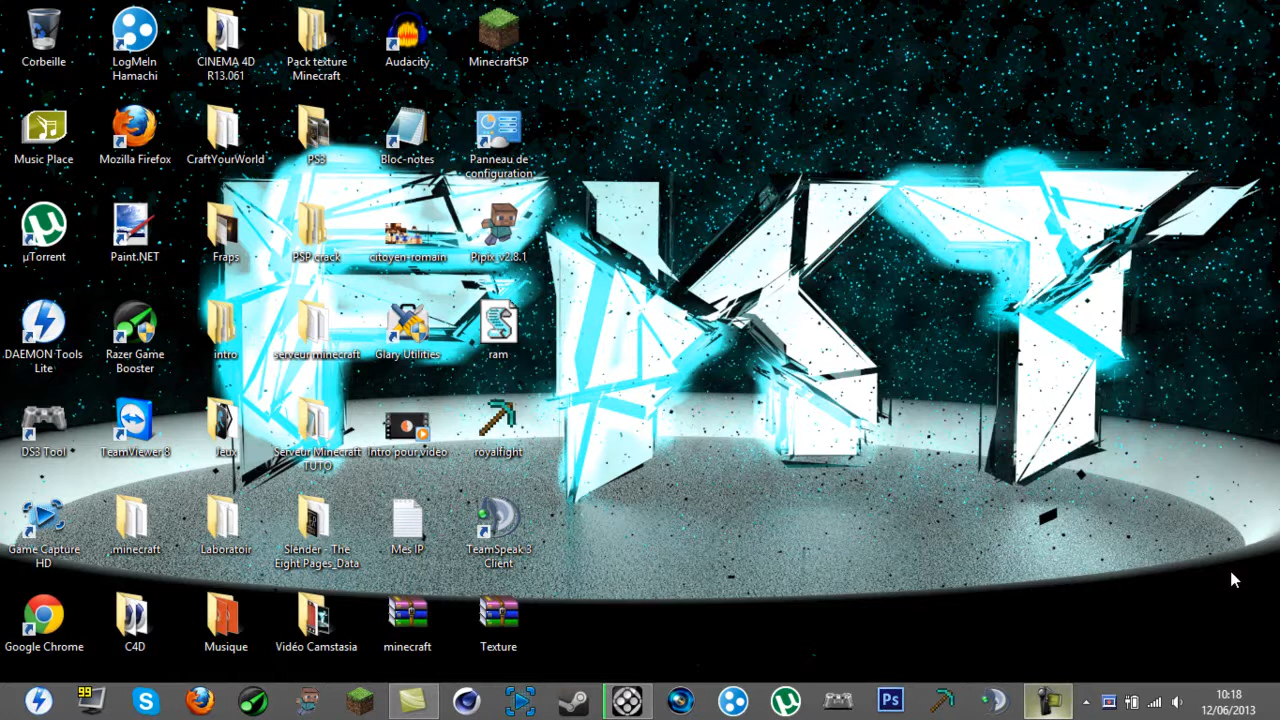 Corbeille
LogMeIn
Hamachi
CINEMA 4D
R13.061
Pack texture
Minecraft
Audacity
MinecraftSP
Music Place
Mozilla Firefox
CraftYourWorld
PS3
Bloc-notes
Panneau de
configuration
µTorrent
Paint.NET
Fraps
PSP crack
citoyen-romain
Pipix_v2.8.1
DAEMON Tools
Lite
Razer Game
Booster
intro
serveur minecraft
Glary Utilities
ram
DS3 Tool
TeamViewer 8
Jeux
Serveur Minecraft
TUTO
Intro pour video
royalfight
Game Capture
HD
.minecraft
Laboratoir
Slender - The
Eight Pages_Data
Mes IP
TeamSpeak 3
Client
Google Chrome
C4D
Musique
Vidéo Camstasia
minecraft
Texture
99
Ps
10:18
12/06/2013